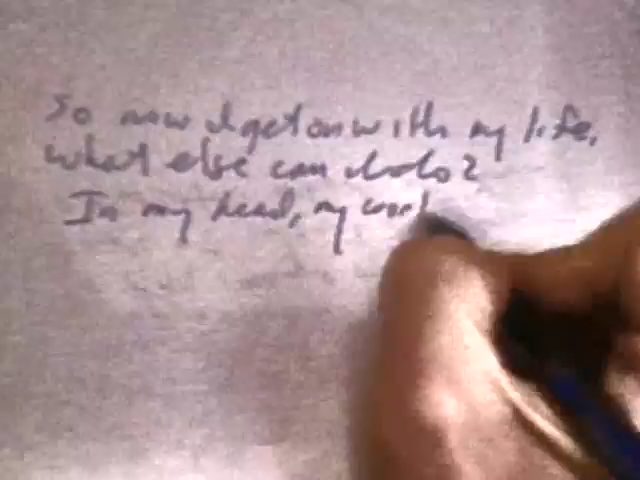 So now I get on with my life,
what else can I do?
In my head, my